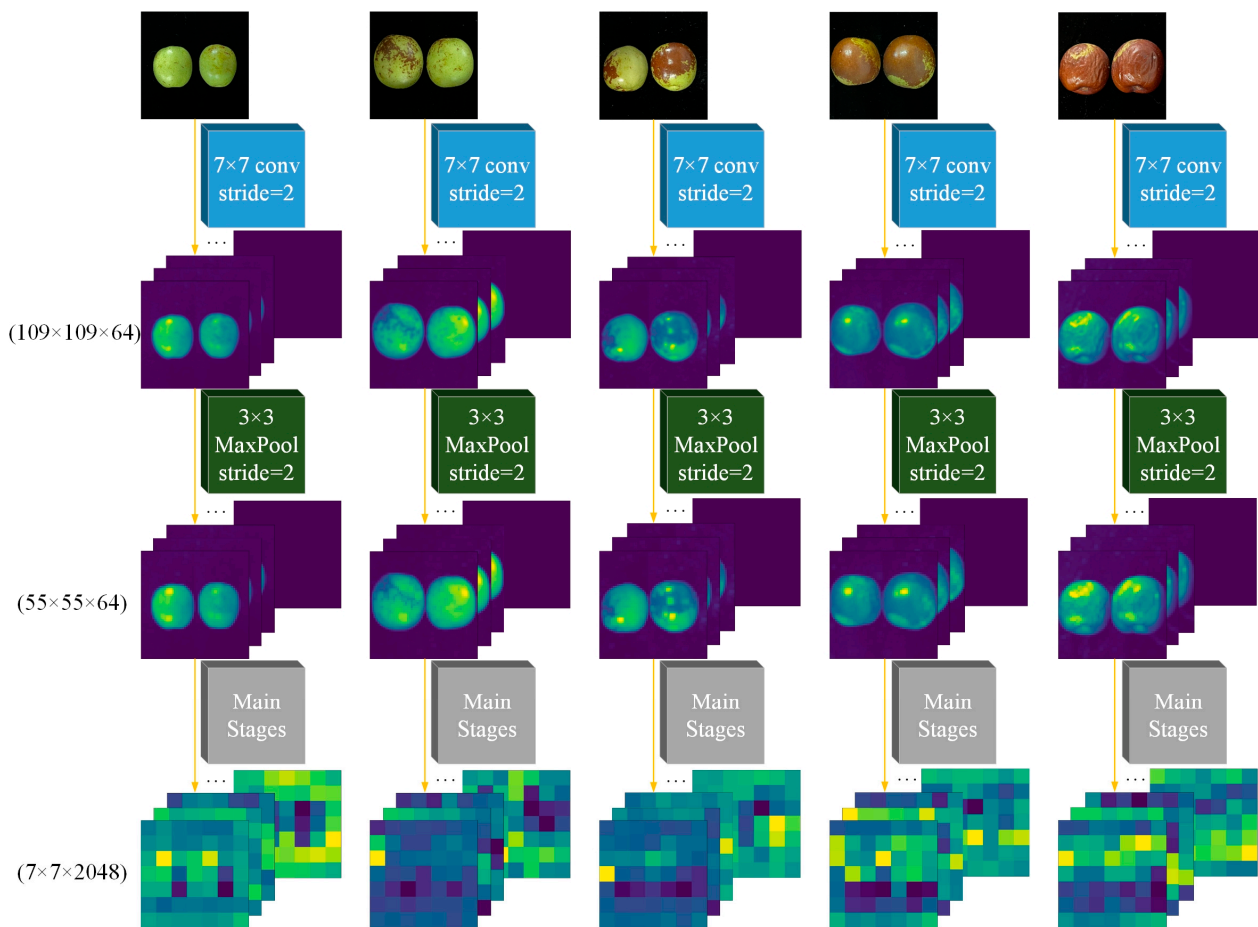 7×7 conv
stride=2
7×7 conv
stride=2
7×7 conv
stride=2
7×7 conv
stride=2
7×7 conv
stride=2
... ... ... ... ...
(109×109×64)
3×3
MaxPool
stride=2
3×3
MaxPool
stride=2
3×3
MaxPool
stride=2
3×3
MaxPool
stride=2
3×3
MaxPool
stride=2
... ... ... ... ...
(55×55×64)
Main
Stages
Main
Stages
Main
Stages
Main
Stages
Main
Stages
... ... ... ... ...
(7×7×2048)